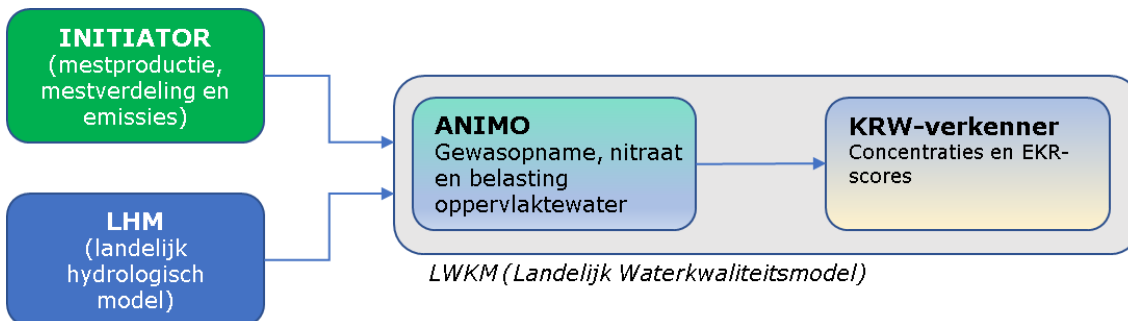 INITIATOR
(mestproductie,
mestverdeling en
emissies)
LHM
(landelijk
hydrologisch
model)
ANIMO
Gewasopname, nitraat
en belasting
oppervlaktewater
KRW-verkenner
Concentraties en EKR-
scores
LWKM (Landelijk Waterkwaliteitsmodel)